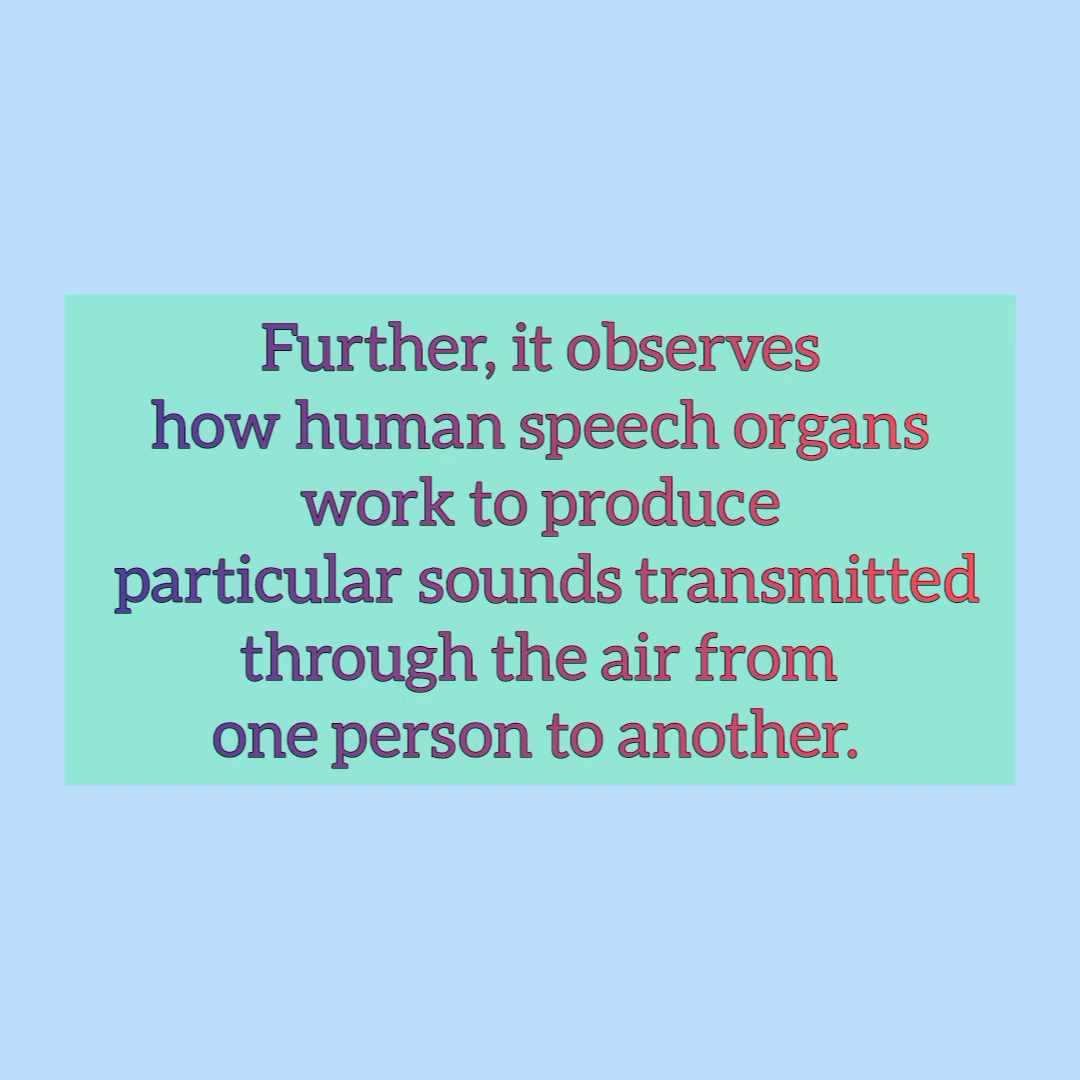 Further, it observes
how human speech organs
work to produce
particular sounds transmitted
through the air from
one person to another.